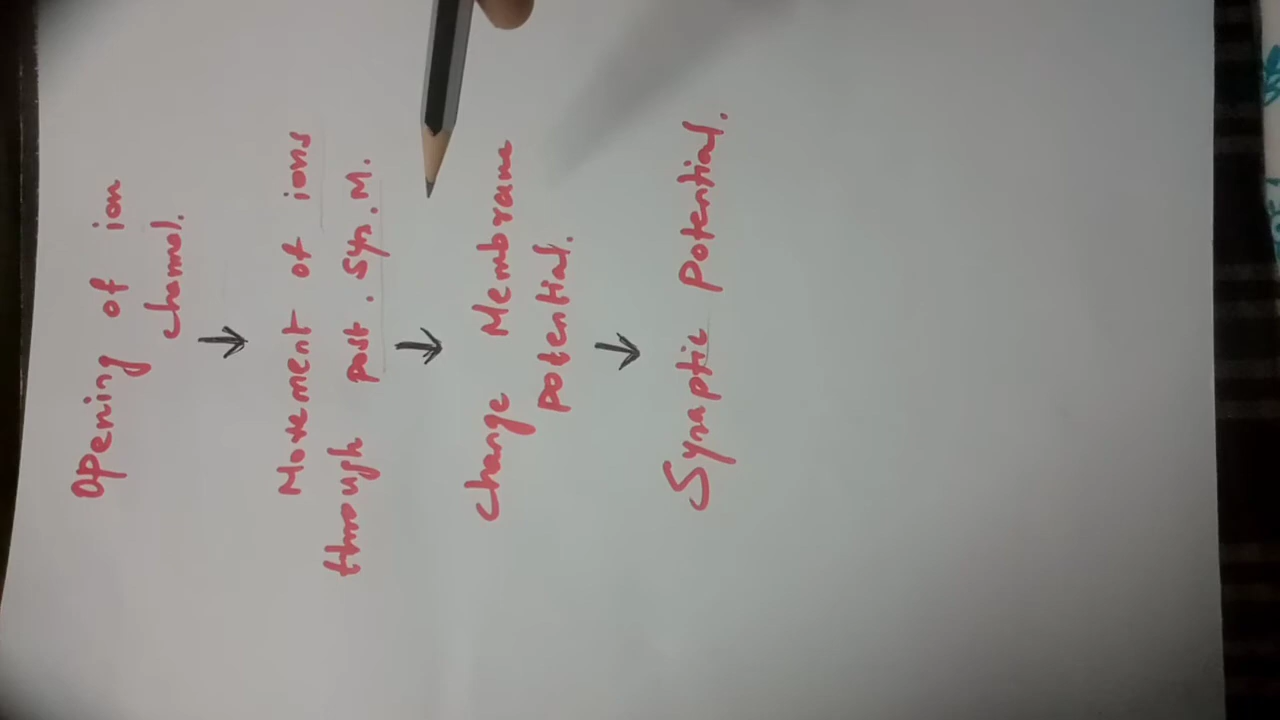 Opening of ion
channel.
↓
Movement of ions
through post. Syn. M.
↓
Change Membrane
potential.
↓
Synaptic potential.